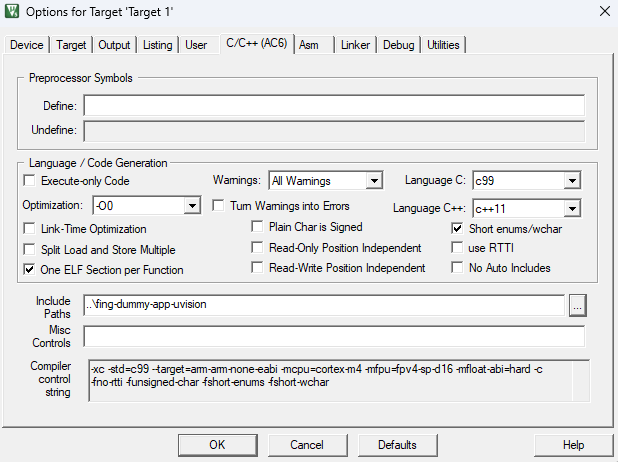 Options for Target 'Target 1'
Device Target Output Listing User C/C++ (AC6) Asm Linker Debug Utilities
Preprocessor Symbols
Define:
Undefine:
Language / Code Generation
Execute-only Code Warnings: All Warnings Language C: c99
Optimization: -O0 Turn Warnings into Errors Language C++: c++11
Link-Time Optimization Plain Char is Signed Short enums/wchar
Split Load and Store Multiple Read-Only Position Independent use RTTI
One ELF Section per Function Read-Write Position Independent No Auto Includes
Include Paths ..\fing-dummy-app-uvision ...
Misc Controls
Compiler control string
-xc -std=c99 --target=arm-arm-none-eabi -mcpu=cortex-m4 -mfpu=fpv4-sp-d16 -mfloat-abi=hard -c
-fno-rtti -funsigned-char -fshort-enums -fshort-wchar
OK Cancel Defaults Help